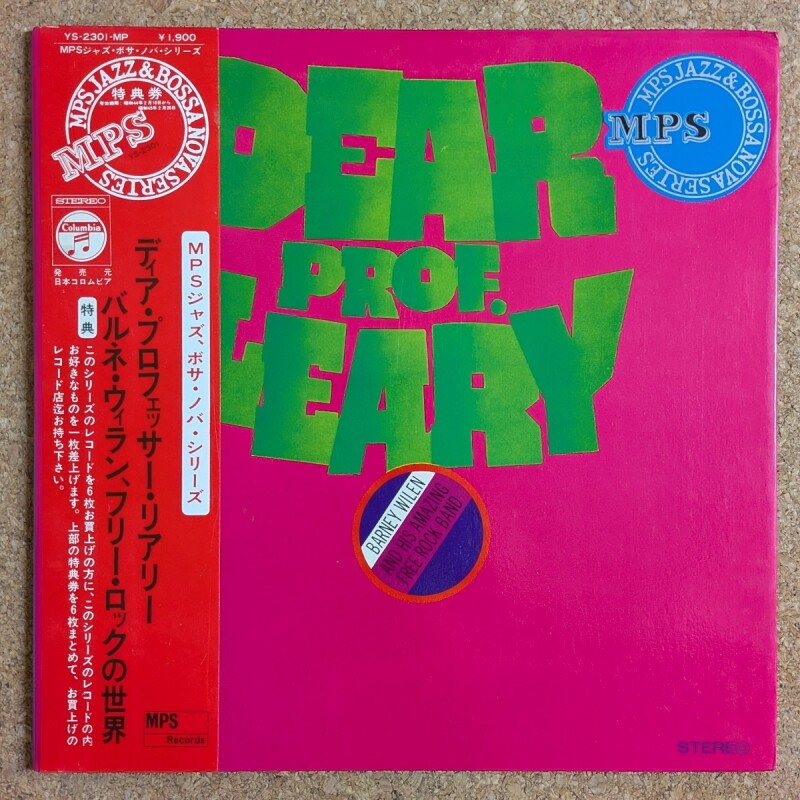 YS-2301-MP ¥1,900
MPSジャズ・ボサ・ノバ・シリーズ
MPS JAZZ & BOSSA NOVA SERIES
特典券
MPS
YS-2301
STEREO
Columbia
発売元
日本コロムビア
MPSジャズ、ボサ・ノバ・シリーズ
ディア・プロフェッサー・リアリー
バルネ・ウィラン、フリー・ロックの世界
特典
このシリーズのレコードを6枚お買上げの方に、このシリーズのレコードの内
お好きなものを一枚差上げます。上部の特典券を6枚まとめて、お買上げの
レコード店迄お持ち下さい。
MPS
Records
DEAR
PROF.
LEARY
MPS JAZZ & BOSSA NOVA SERIES
MPS
BARNEY WILEN
AND HIS AMAZING
FREE ROCK BAND
STEREO